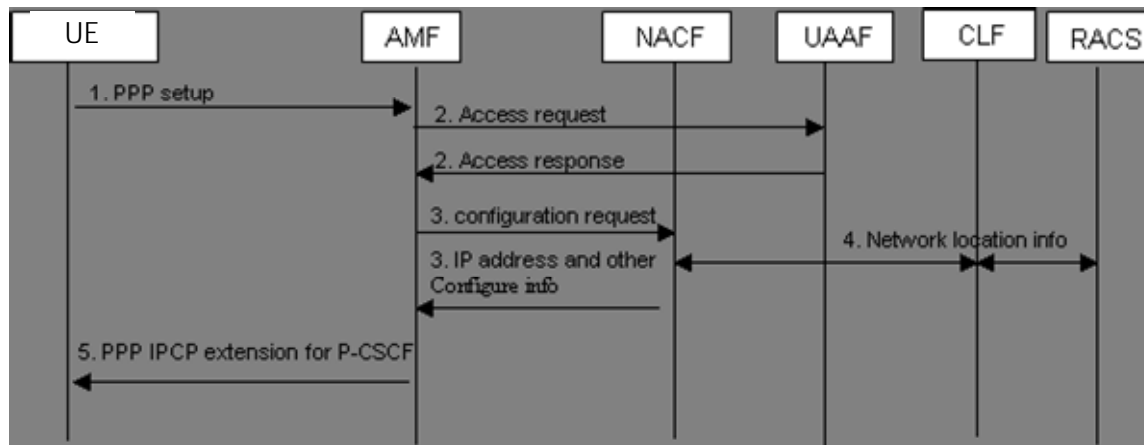 UE
AMF
NACF
UAAF
CLF
RACS
1. PPP setup
2. Access request
2. Access response
3. configuration request
4. Network location info
3. IP address and other
Configure info
5. PPP IPCP extension for P-CSCF